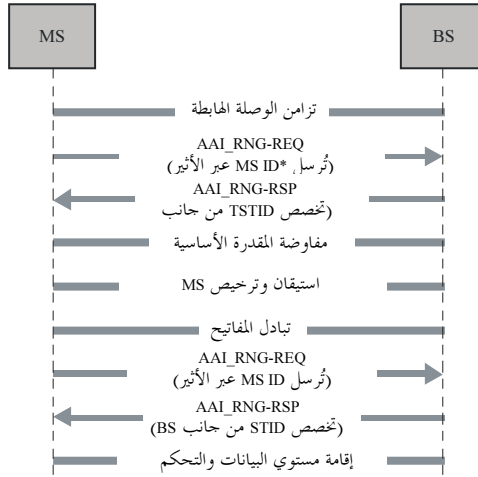 MS
BS
تزامن الوصلة الهابطة
AAI_RNG-REQ
(تُرسل MS ID* عبر الأثير)
AAI_RNG-RSP
(تخصص TSTID من جانب
مفاوضة المقدرة الأساسية
استيقان وترخيص MS
تبادل المفاتيح
AAI_RNG-REQ
(تُرسل MS ID عبر الأثير)
AAI_RNG-RSP
(تخصص STID من جانب BS)
إقامة مستوي البيانات والتحكم